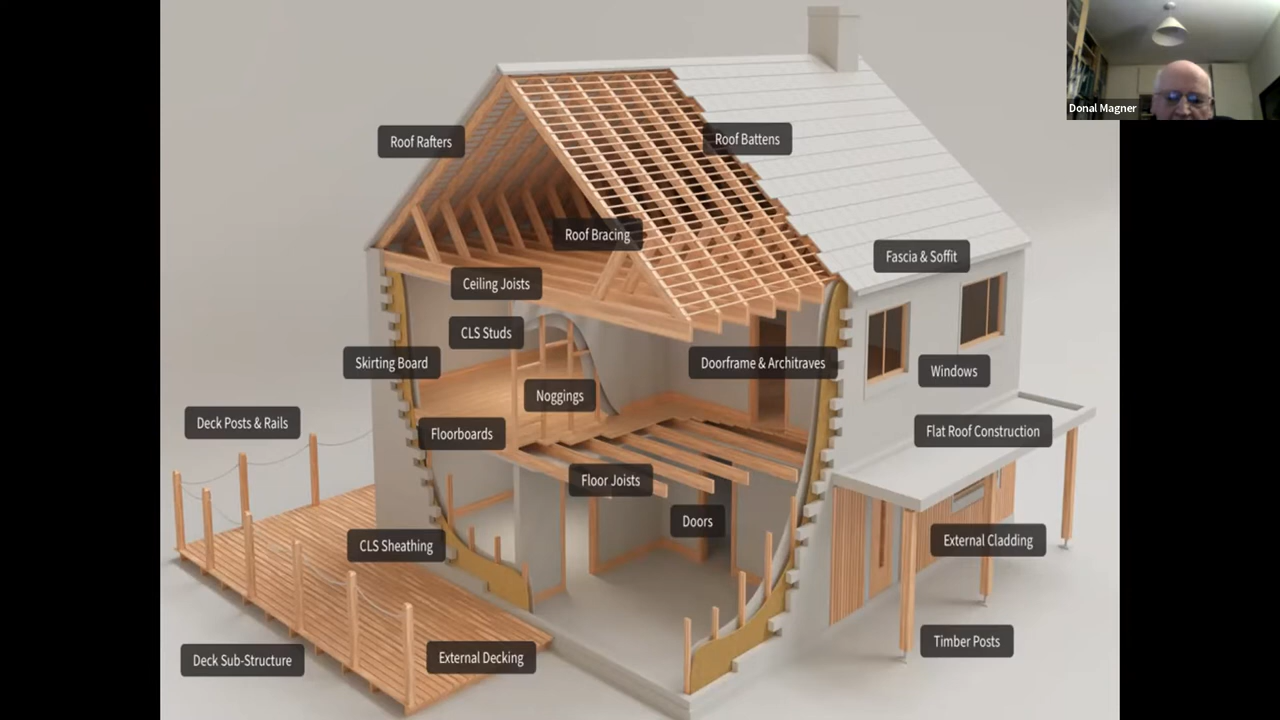 Donal Magner
Roof Rafters
Roof Battens
Roof Bracing
Fascia & Soffit
Ceiling Joists
CLS Studs
Skirting Board
Doorframe & Architraves
Windows
Noggings
Deck Posts & Rails
Floorboards
Flat Roof Construction
Floor Joists
Doors
CLS Sheathing
External Cladding
Timber Posts
Deck Sub-Structure
External Decking